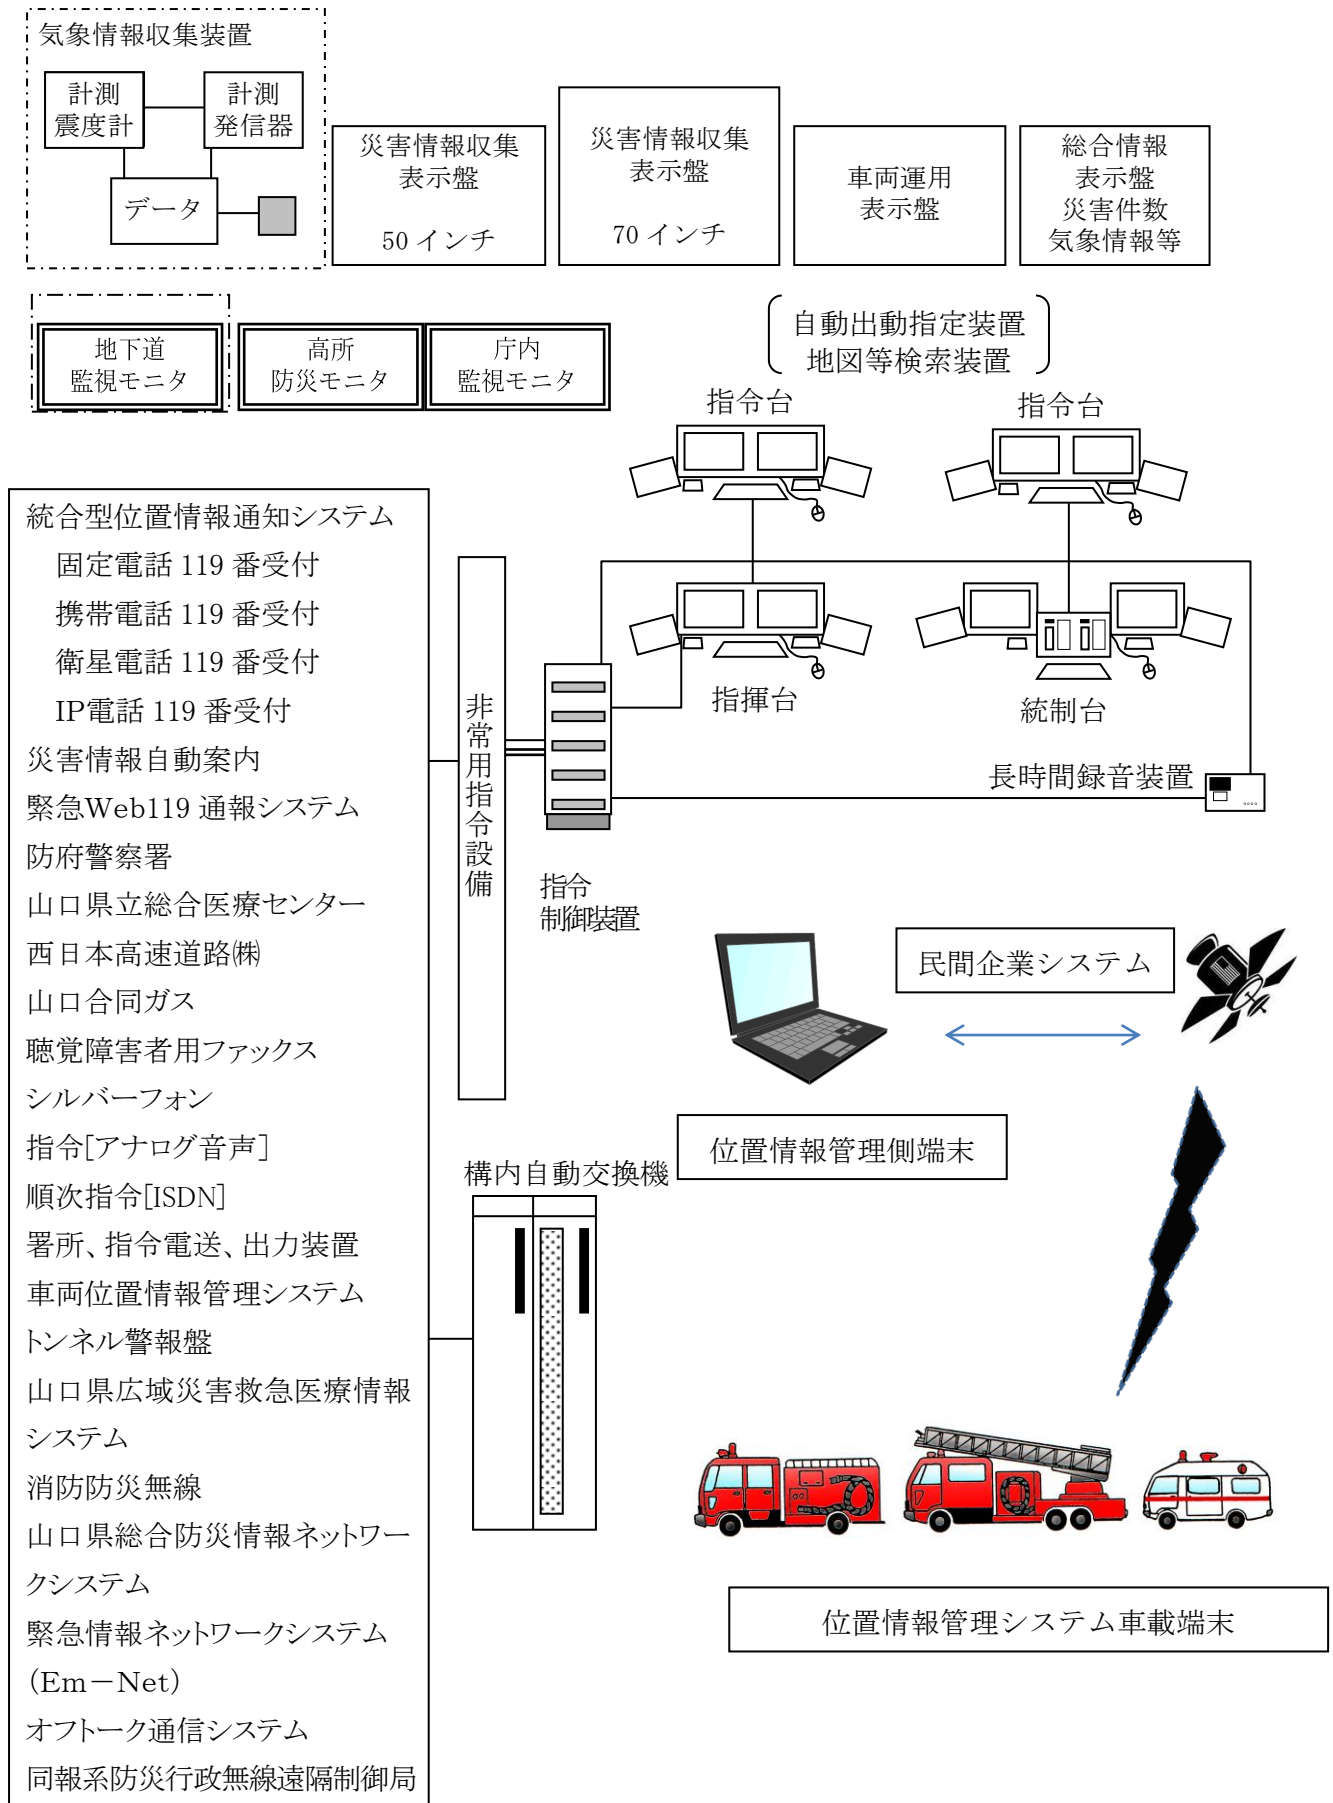 気象情報収集装置
計測
震度計
計測
発信器
データ
災害情報収集
表示盤
50 インチ
災害情報収集
表示盤
70 インチ
車両運用
表示盤
総合情報
表示盤
災害件数
気象情報等
地下道
監視モニタ
高所
防災モニタ
庁内
監視モニタ
自動出動指定装置
地図等検索装置
指令台
指令台
指揮台
統制台
長時間録音装置
統合型位置情報通知システム
固定電話 119 番受付
携帯電話 119 番受付
衛星電話 119 番受付
IP電話 119 番受付
災害情報自動案内
緊急Web119 通報システム
防府警察署
山口県立総合医療センター
西日本高速道路㈱
山口合同ガス
聴覚障害者用ファックス
シルバーフォン
指令[アナログ音声]
順次指令[ISDN]
署所、指令電送、出力装置
車両位置情報管理システム
トンネル警報盤
山口県広域災害救急医療情報
システム
消防防災無線
山口県総合防災情報ネットワー
クシステム
緊急情報ネットワークシステム
(Em－Net)
オフトーク通信システム
同報系防災行政無線遠隔制御局
非常用指令設備
指令
制御装置
構内自動交換機
民間企業システム
位置情報管理側端末
位置情報管理システム車載端末